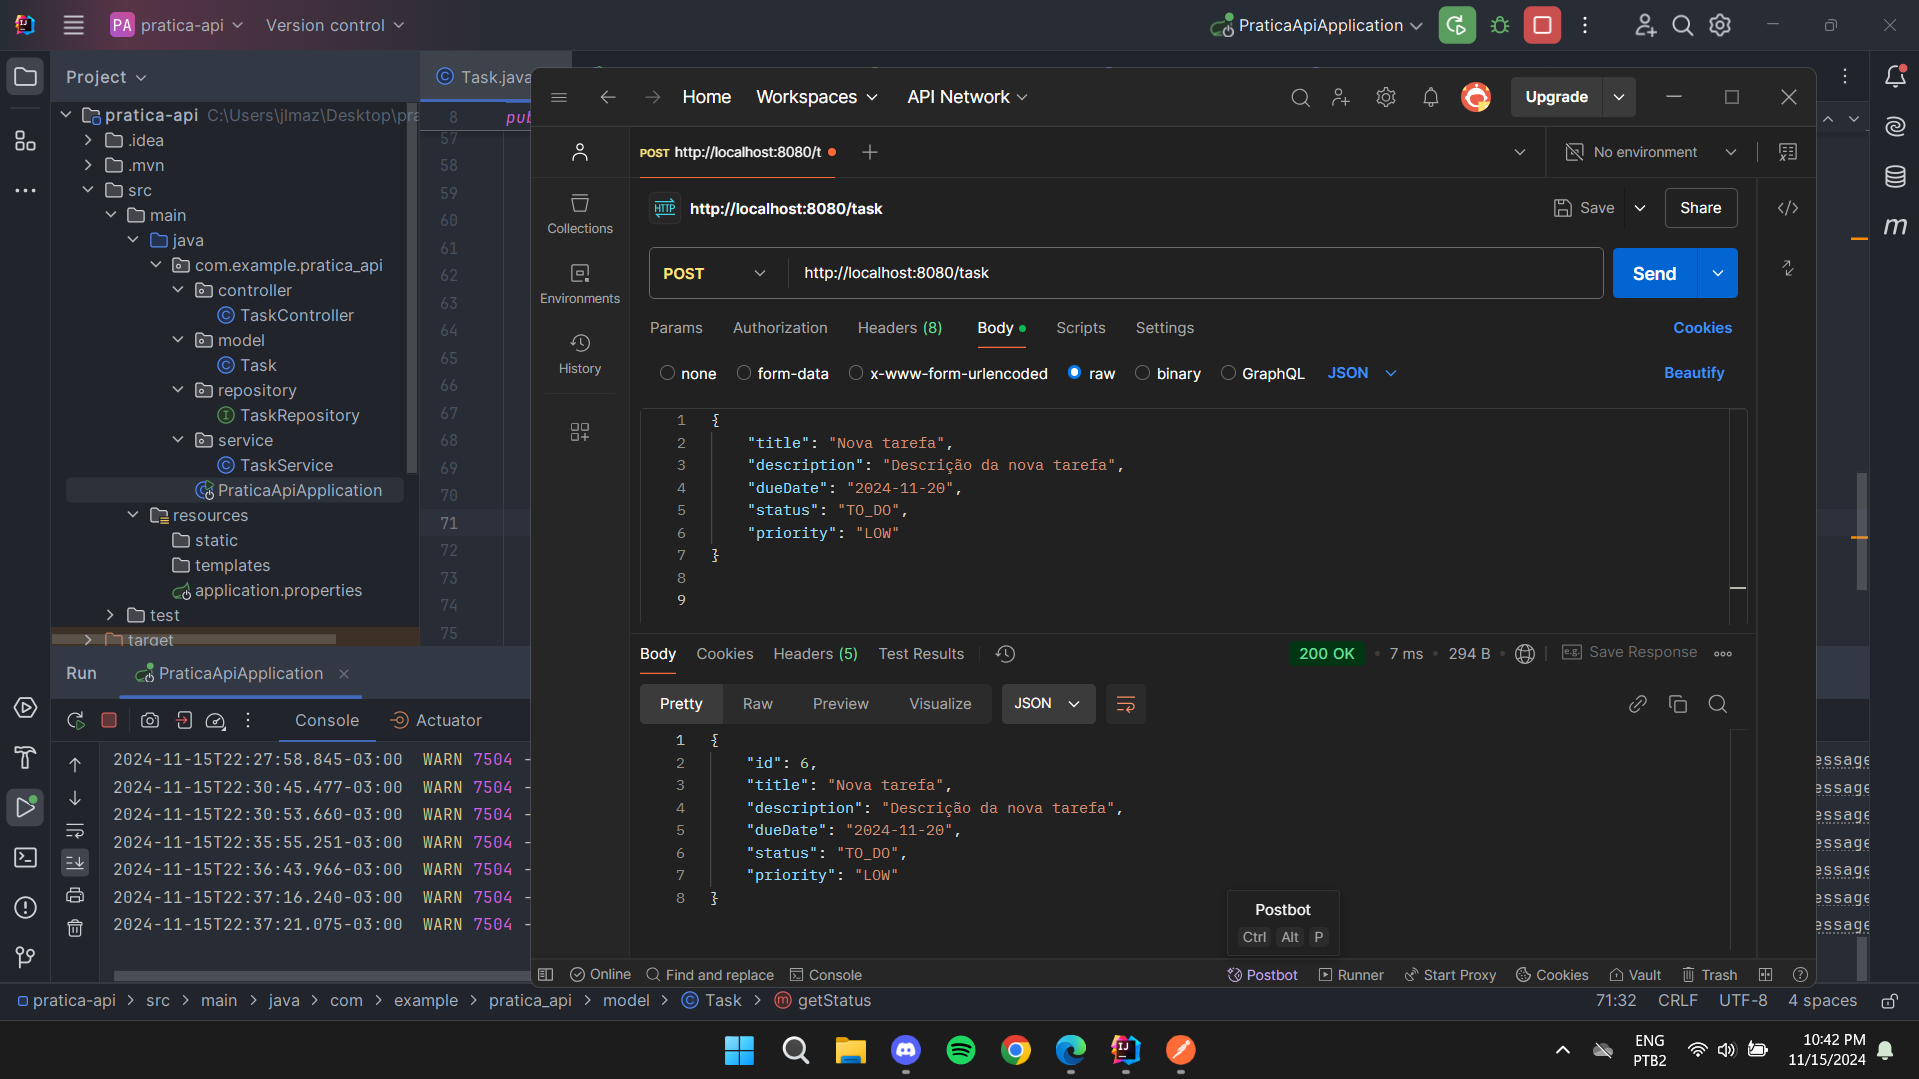 PA pratica-api
Version control
PraticaApiApplication
Project
Task.java
pratica-api C:\Users\jlmaz\Desktop\pra
.idea
.mvn
src
main
java
com.example.pratica_api
controller
TaskController
model
Task
repository
TaskRepository
service
TaskService
PraticaApiApplication
resources
static
templates
application.properties
test
target
8 pub
57
58
59
60
61
62
63
64
65
66
67
68
69
70
71
72
73
74
75
Home Workspaces API Network
Upgrade
POST http://localhost:8080/t
No environment
HTTP http://localhost:8080/task
Save
Share
Collections
Environments
History
POST http://localhost:8080/task
Send
Params Authorization Headers (8) Body Scripts Settings
Cookies
none form-data x-www-form-urlencoded raw binary GraphQL JSON
Beautify
1 {
2 "title": "Nova tarefa",
3 "description": "Descrição da nova tarefa",
4 "dueDate": "2024-11-20",
5 "status": "TO_DO",
6 "priority": "LOW"
7 }
8
9
Body Cookies Headers (5) Test Results
200 OK • 7 ms • 294 B
e.g. Save Response
Pretty Raw Preview Visualize JSON
1 {
2 "id": 6,
3 "title": "Nova tarefa",
4 "description": "Descrição da nova tarefa",
5 "dueDate": "2024-11-20",
6 "status": "TO_DO",
7 "priority": "LOW"
8 }
Postbot
Ctrl Alt P
Online Find and replace Console
Postbot Runner Start Proxy Cookies Vault Trash
Run PraticaApiApplication
Console Actuator
2024-11-15T22:27:58.845-03:00 WARN 7504 -
2024-11-15T22:30:45.477-03:00 WARN 7504 -
2024-11-15T22:30:53.660-03:00 WARN 7504 -
2024-11-15T22:35:55.251-03:00 WARN 7504 -
2024-11-15T22:36:43.966-03:00 WARN 7504 -
2024-11-15T22:37:16.240-03:00 WARN 7504 -
2024-11-15T22:37:21.075-03:00 WARN 7504 -
essage
essage
essage
essage
essage
essage
essage
pratica-api > src > main > java > com > example > pratica_api > model > Task > getStatus
71:32 CRLF UTF-8 4 spaces
ENG
PTB2
10:42 PM
11/15/2024